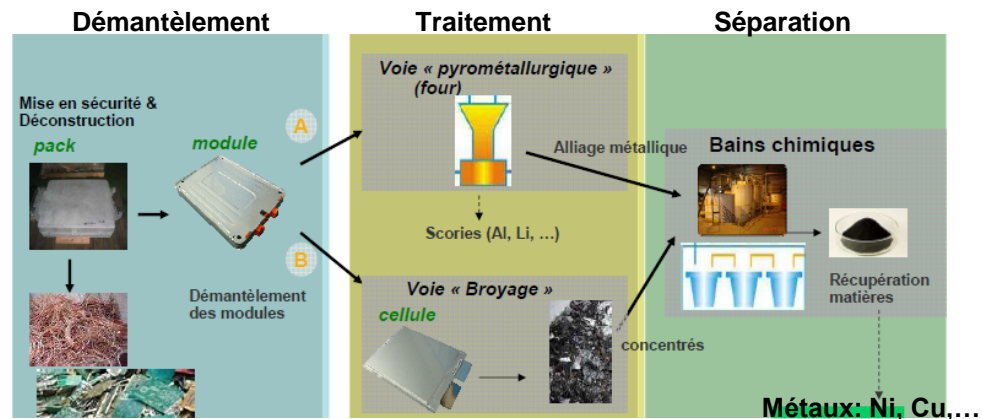 Démantèlement
Traitement
Séparation
Mise en sécurité &
Déconstruction
pack
module
A
B
Démantèlement
des modules
Voie « pyrométallurgique »
(four)
Alliage métallique
Scories (Al, Li, …)
Voie « Broyage »
cellule
concentrés
Bains chimiques
Récupération
matières
Métaux: Ni, Cu,…